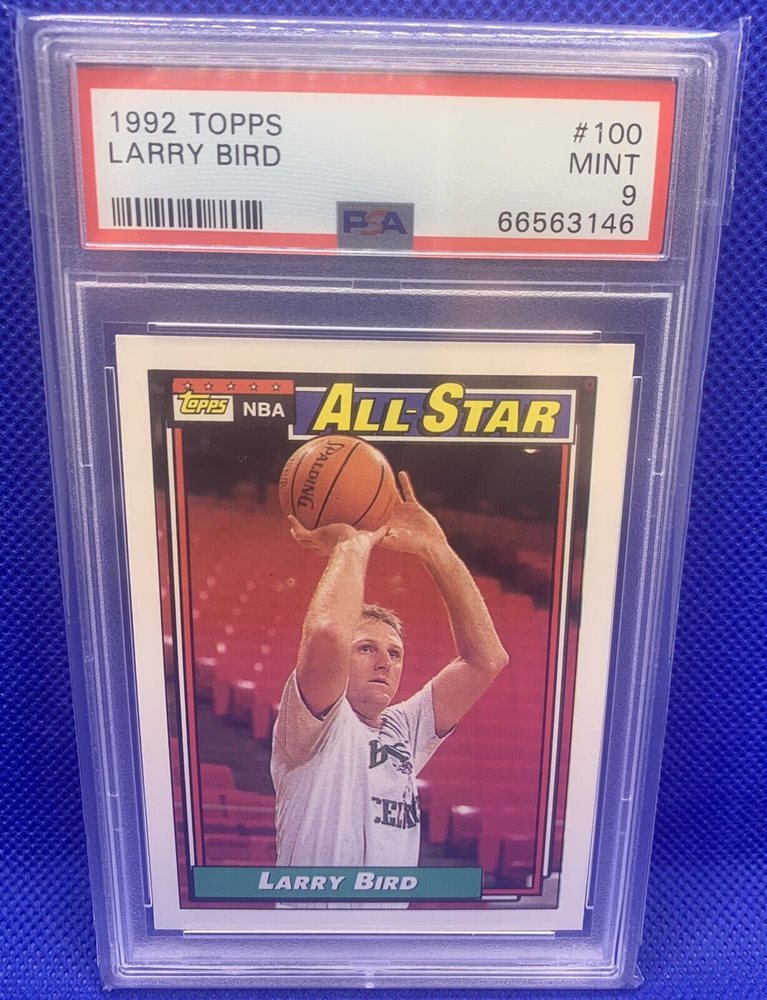 1992 TOPPS
LARRY BIRD
#100
MINT
9
66563146
PSA
TOPPS
NBA
ALL-STAR
SPALDING
LARRY BIRD